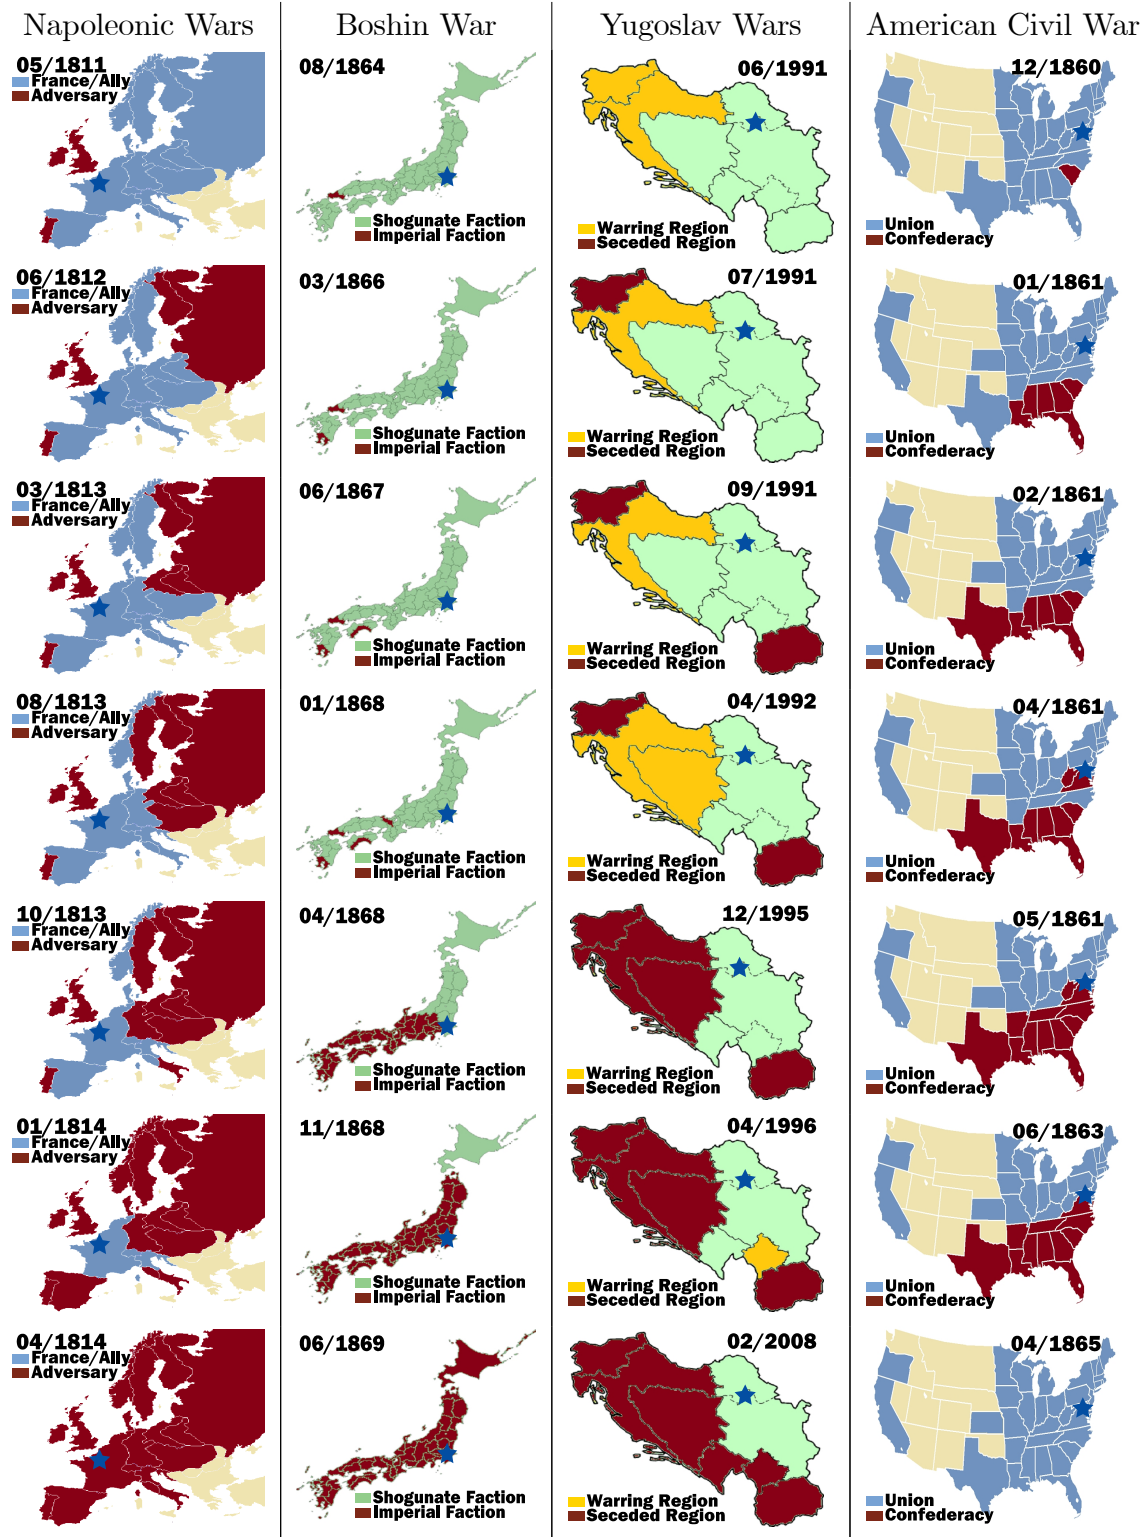 Napoleonic Wars
Boshin War
Yugoslav Wars
American Civil War
05/1811
France/Ally
Adversary
08/1864
Shogunate Faction
Imperial Faction
06/1991
Warring Region
Seceded Region
12/1860
Union
Confederacy
06/1812
France/Ally
Adversary
03/1866
Shogunate Faction
Imperial Faction
07/1991
Warring Region
Seceded Region
01/1861
Union
Confederacy
03/1813
France/Ally
Adversary
06/1867
Shogunate Faction
Imperial Faction
09/1991
Warring Region
Seceded Region
02/1861
Union
Confederacy
08/1813
France/Ally
Adversary
01/1868
Shogunate Faction
Imperial Faction
04/1992
Warring Region
Seceded Region
04/1861
Union
Confederacy
10/1813
France/Ally
Adversary
04/1868
Shogunate Faction
Imperial Faction
12/1995
Warring Region
Seceded Region
05/1861
Union
Confederacy
01/1814
France/Ally
Adversary
11/1868
Shogunate Faction
Imperial Faction
04/1996
Warring Region
Seceded Region
06/1863
Union
Confederacy
04/1814
France/Ally
Adversary
06/1869
Shogunate Faction
Imperial Faction
02/2008
Warring Region
Seceded Region
04/1865
Union
Confederacy